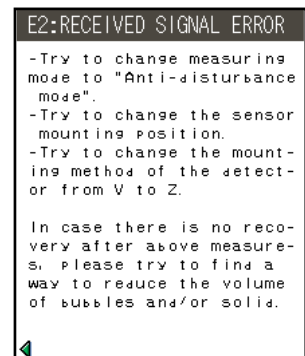 E2:RECEIVED SIGNAL ERROR
-Try to change measuring
mode to "Anti-disturbance
mode".
-Try to change the sensor
mounting position.
-Try to change the mount-
ing method of the detect-
or from V to Z.
In case there is no reco-
very after above measure-
s, please try to find a
way to reduce the volume
of bubbles and/or solid.